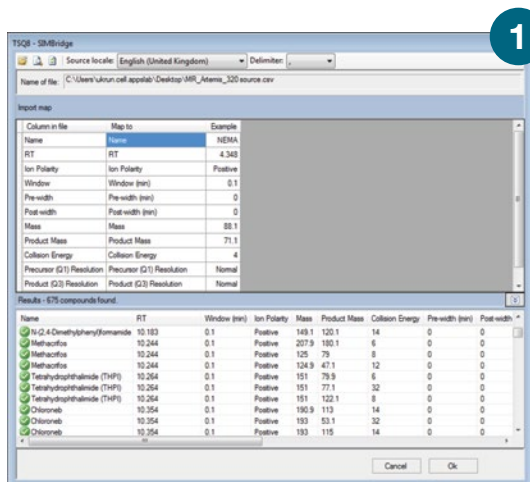 1
TSQ8 - SIMBridge
Source locale: English (United Kingdom) Delimiter: ,
Name of file: C:\Users\ukrun.cell.appslab\Desktop\MR_Artemis_320 source.csv
Import map
Column in file Map to Example
Name Name NEMA
RT RT 4.348
Ion Polarity Ion Polarity Positive
Window Window (min) 0.1
Pre-width Pre-width (min) 0
Post-width Post-width (min) 0
Mass Mass 88.1
Product Mass Product Mass 71.1
Collision Energy Collision Energy 4
Precursor (Q1) Resolution Precursor (Q1) Resolution Normal
Product (Q3) Resolution Product (Q3) Resolution Normal
Results - 675 compounds found.
Name RT Window (min) Ion Polarity Mass Product Mass Collision Energy Pre-width (min) Post-width
N-(2,4-Dimethylphenyl)formamide 10.183 0.1 Positive 149.1 120.1 14 0 0
Methacrifos 10.244 0.1 Positive 207.9 180.1 6 0 0
Methacrifos 10.244 0.1 Positive 125 79 8 0 0
Methacrifos 10.244 0.1 Positive 124.9 47.1 12 0 0
Tetrahydrophthalimide (THPI) 10.264 0.1 Positive 151 79.9 6 0 0
Tetrahydrophthalimide (THPI) 10.264 0.1 Positive 151 77.1 32 0 0
Tetrahydrophthalimide (THPI) 10.264 0.1 Positive 151 122.1 8 0 0
Chloroneb 10.354 0.1 Positive 190.9 113 14 0 0
Chloroneb 10.354 0.1 Positive 193 53.1 32 0 0
Chloroneb 10.354 0.1 Positive 193 115 14 0 0
Cancel Ok